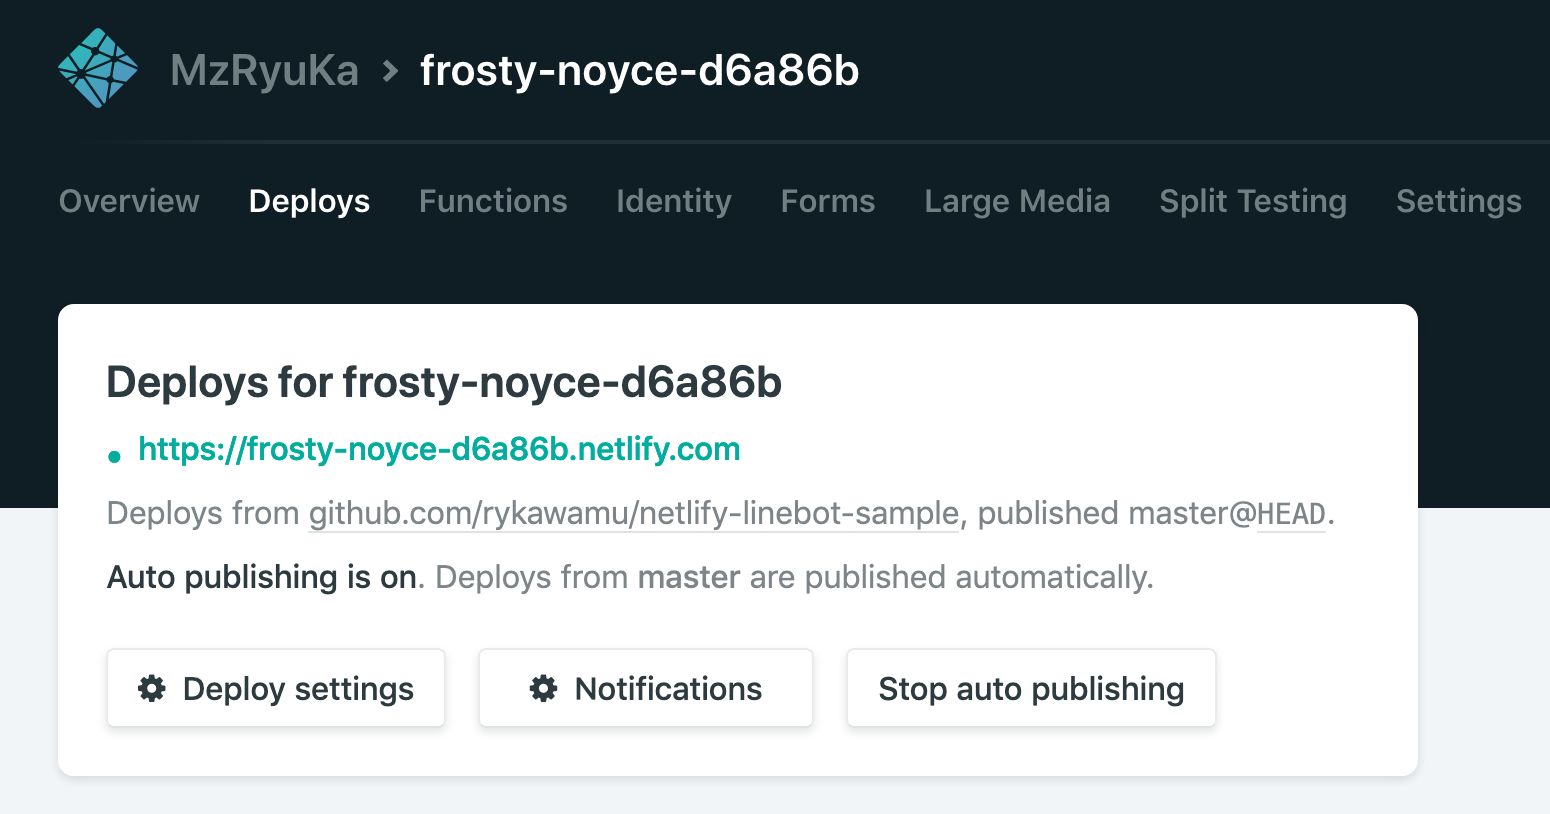 MzRyuKa > frosty-noyce-d6a86b
Overview Deploys Functions Identity Forms Large Media Split Testing Settings
Deploys for frosty-noyce-d6a86b
https://frosty-noyce-d6a86b.netlify.com
Deploys from github.com/rykawamu/netlify-linebot-sample, published master@HEAD.
Auto publishing is on. Deploys from master are published automatically.
Deploy settings Notifications Stop auto publishing